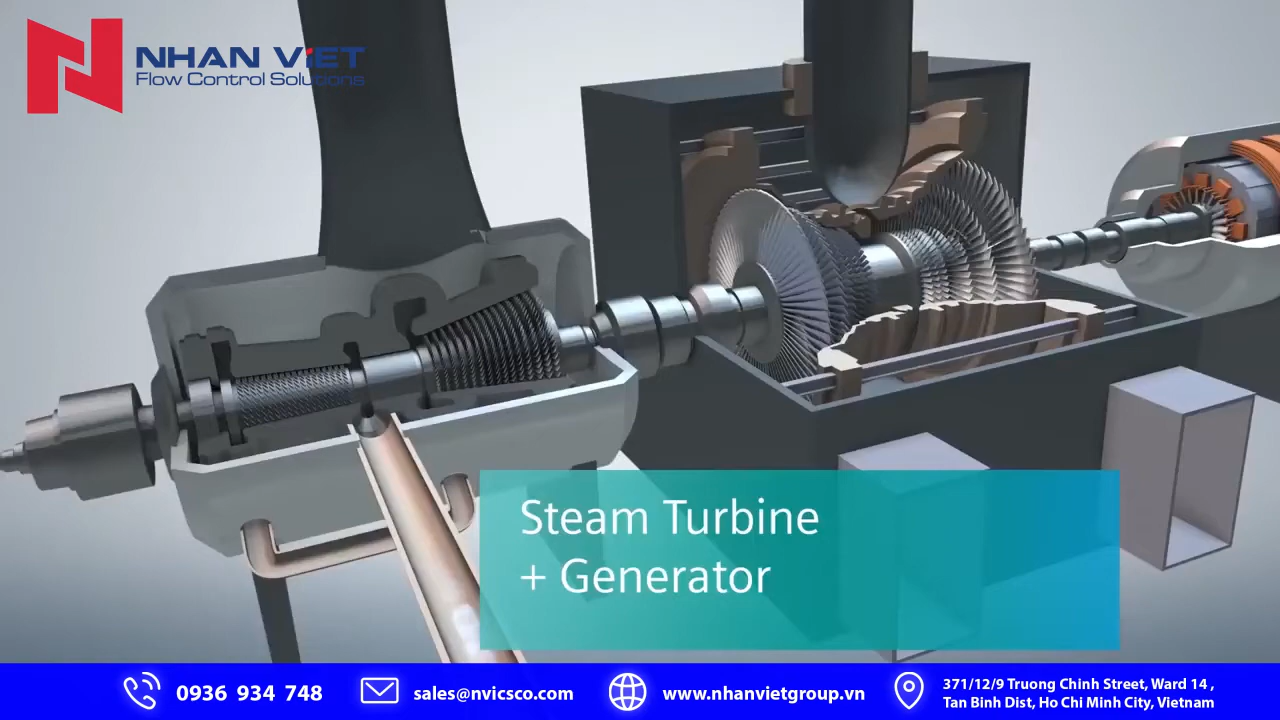 NHAN ViET
Flow Control Solutions
Steam Turbine
+ Generator
0936 934 748
sales@nvicsco.com
www.nhanvietgroup.vn
371/12/9 Truong Chinh Street, Ward 14 ,
Tan Binh Dist, Ho Chi Minh City, Vietnam